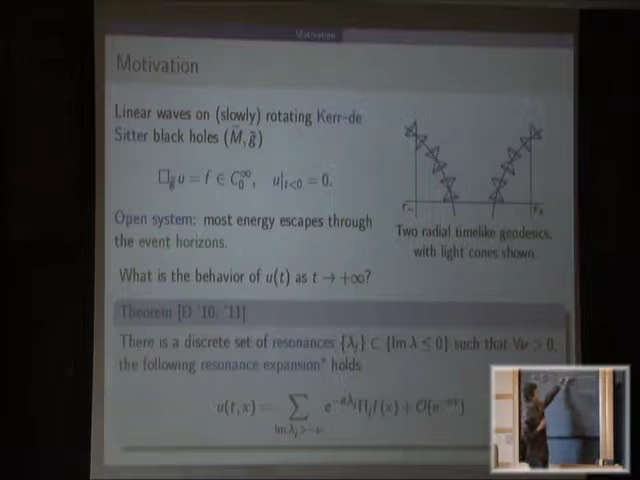 Motivation
Motivation
Linear waves on (slowly) rotating Kerr-de
Sitter black holes (M̃, g̃)
□g̃u = f ∈ C₀^∞, u|t<0 = 0.
Open system: most energy escapes through
the event horizons.
What is the behavior of u(t) as t → +∞?
r₋ r₊
Two radial timelike geodesics,
with light cones shown
Theorem [D '10, '11]
There is a discrete set of resonances {λj} ⊂ {Im λ ≤ 0} such that ∀ν > 0,
the following resonance expansion* holds
u(t, x) = ∑ e^{-itλj} Πj f(x) + O(e^{-νt})
Im λj > −ν